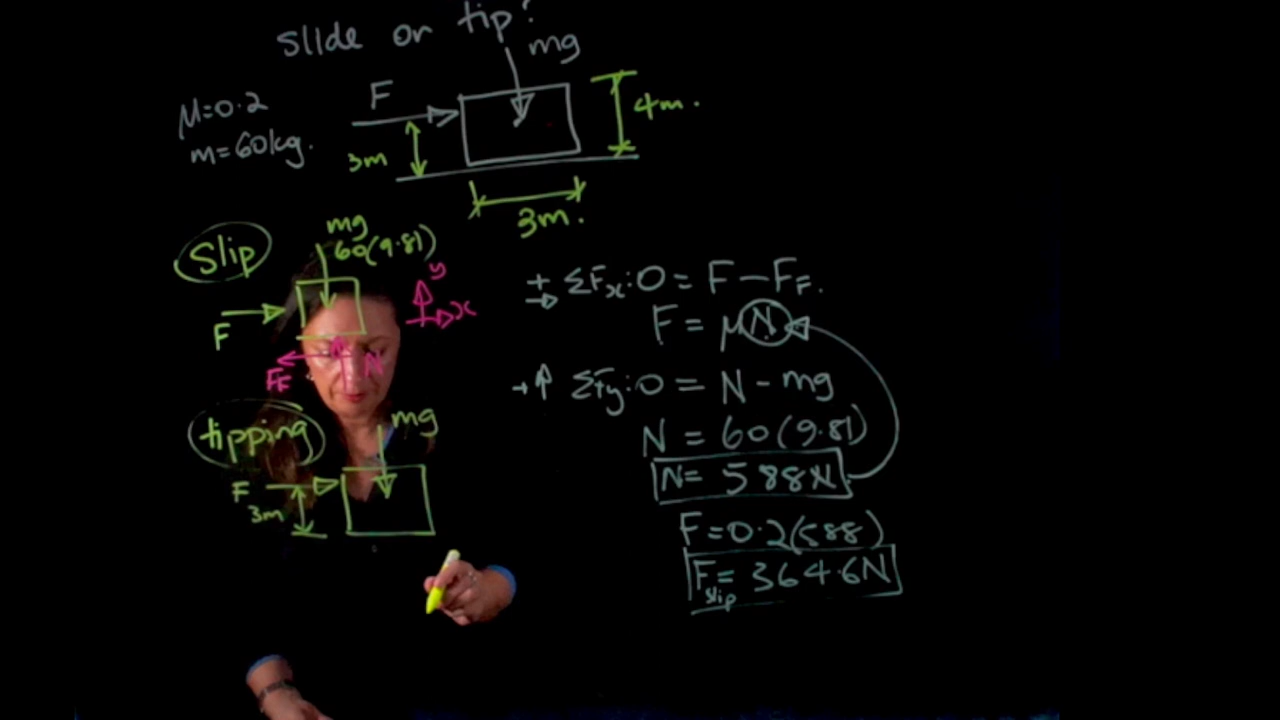 Slide or tip?
mg
F
μ=0.2
m=60kg.
3m
4m.
3m.
Slip
mg
60(9.81)
F
y
x
N
FF
+ ΣFx: 0 = F - FF.
F = μN
+ ΣFy: 0 = N - mg
N = 60(9.81)
N= 588N
F=0.2(588)
Fslip= 364.6N
tipping
mg
F
3m